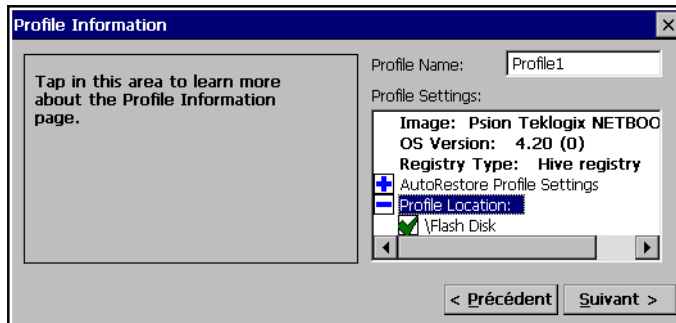 Profile Information
Tap in this area to learn more
about the Profile Information
page.
Profile Name:
Profile1
Profile Settings:
Image: Psion Teklogix NETBOO
OS Version: 4.20 (0)
Registry Type: Hive registry
AutoRestore Profile Settings
Profile Location:
\Flash Disk
< Précédent
Suivant >